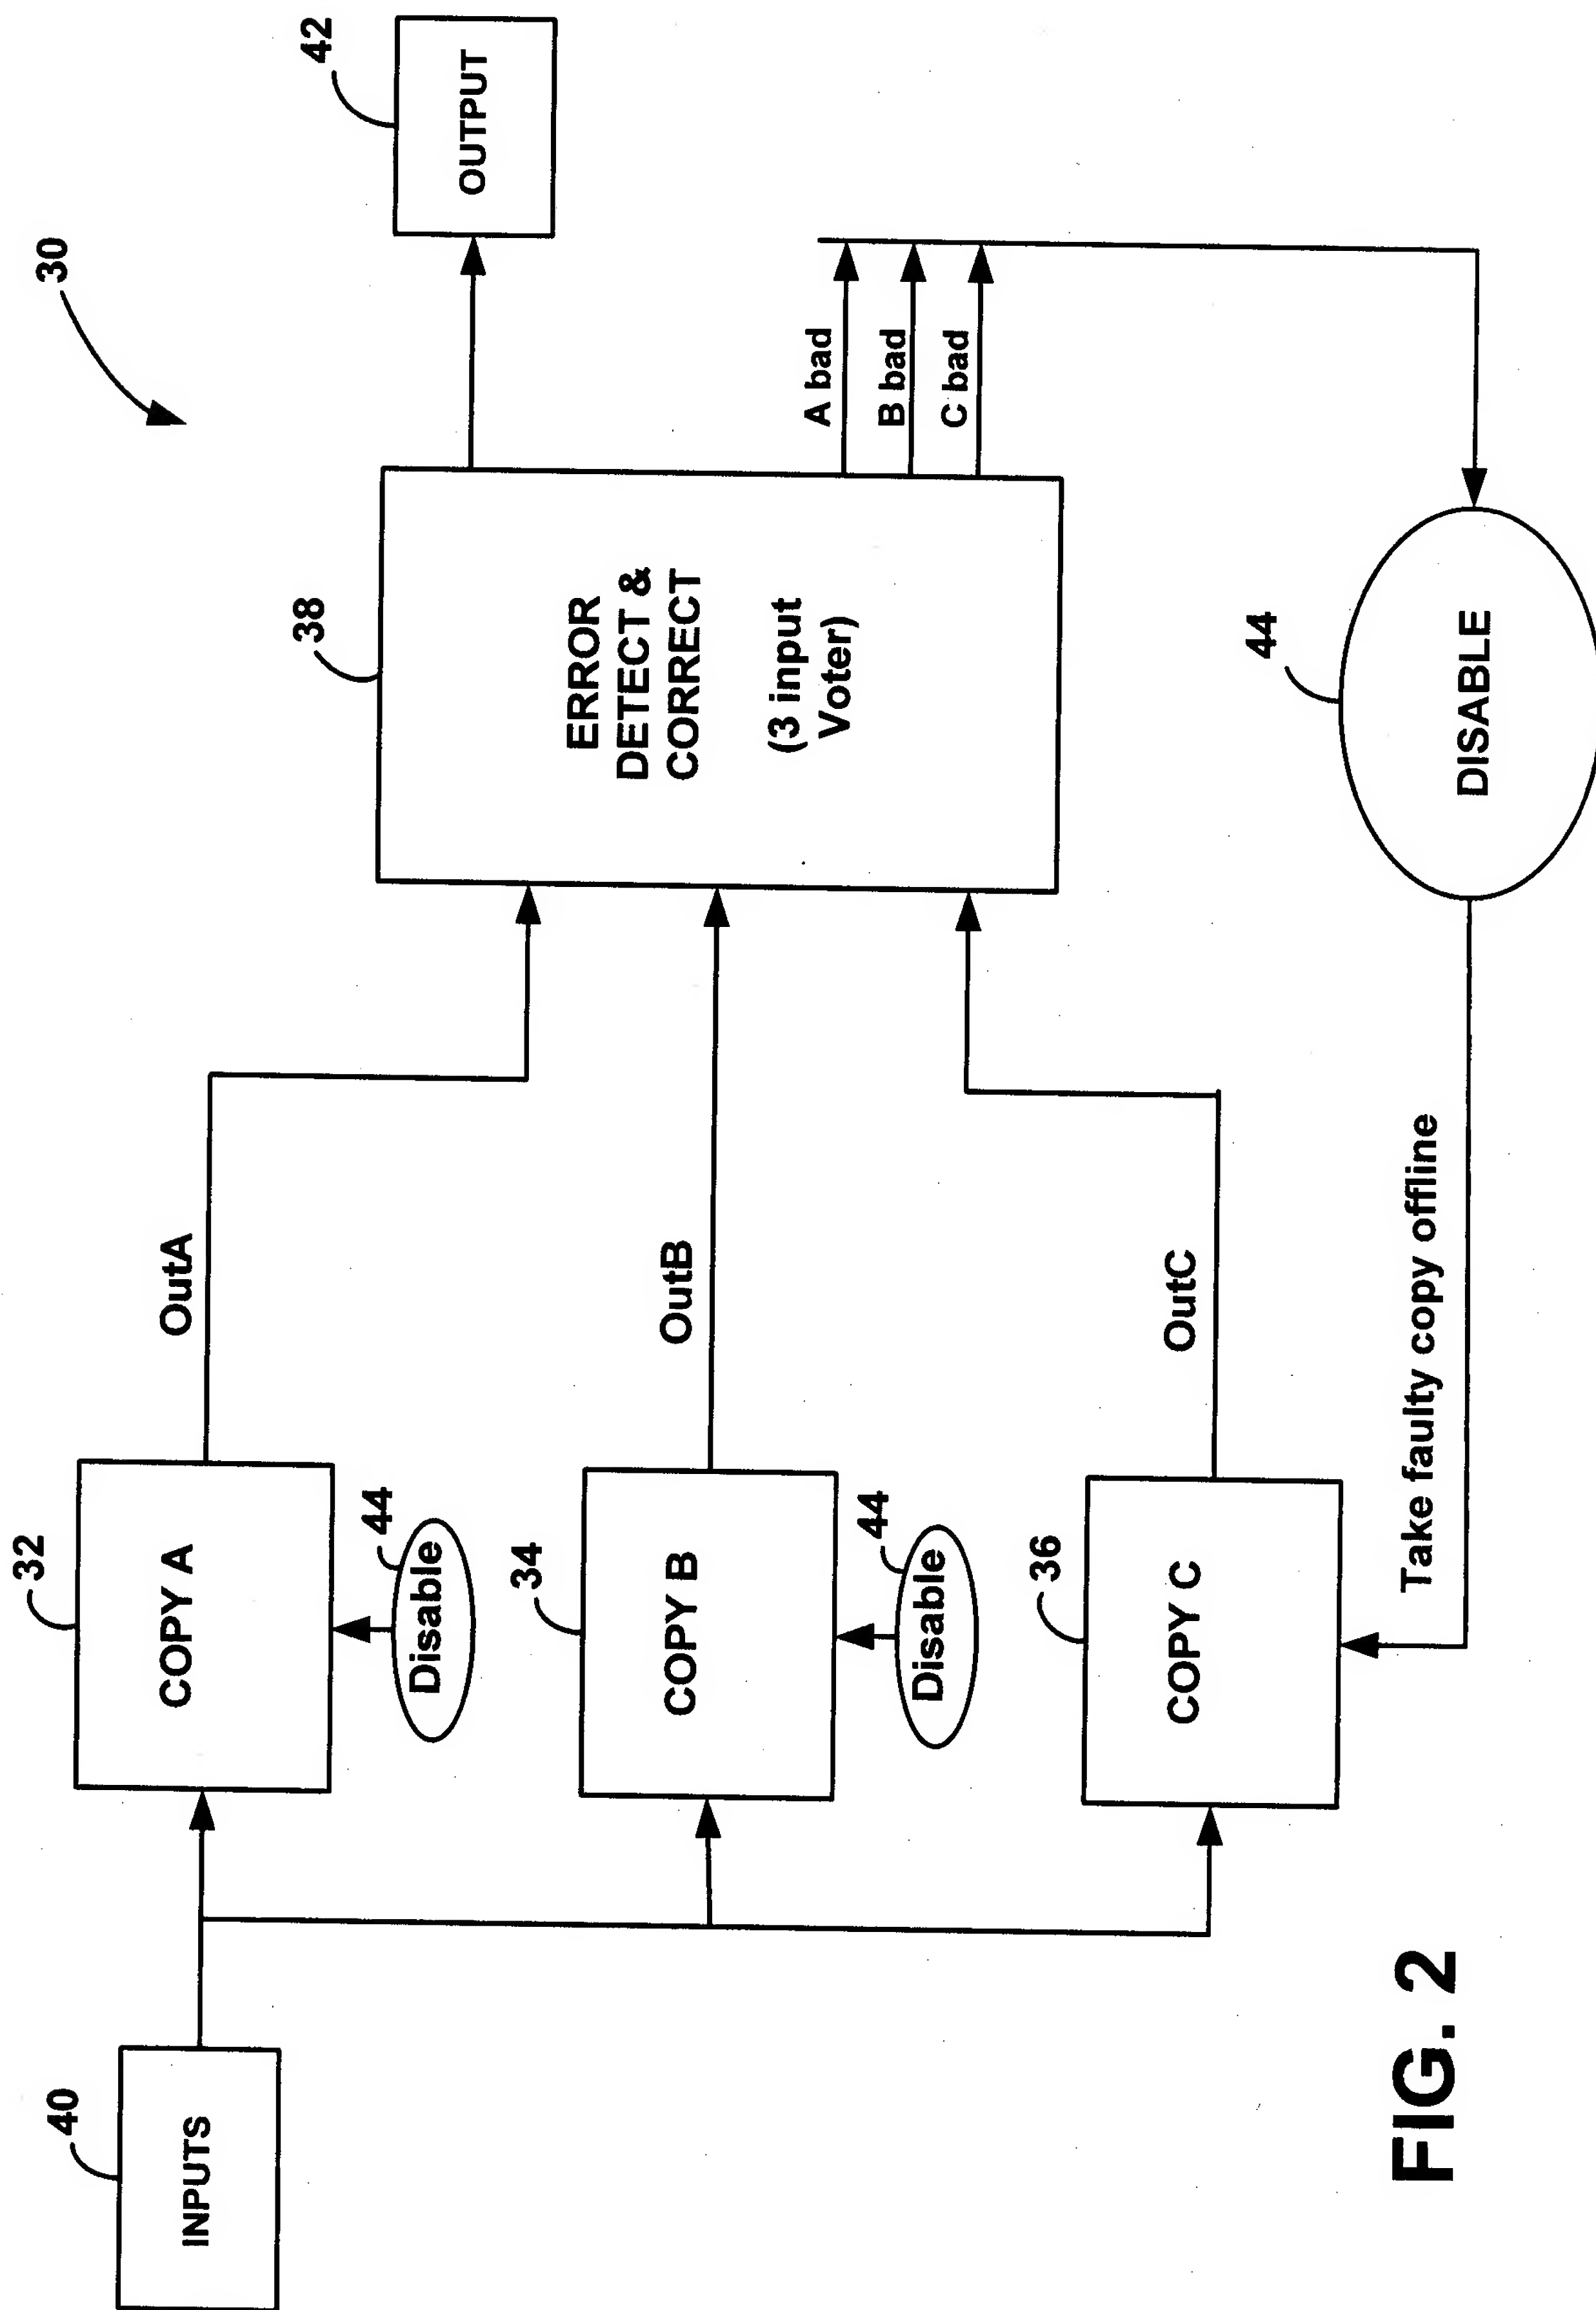 30
40
INPUTS
32
COPY A
44
Disable
OutA
34
COPY B
44
Disable
OutB
36
COPY C
OutC
Take faulty copy offline
38
ERROR
DETECT &
CORRECT
(3 input
Voter)
42
OUTPUT
A bad
B bad
C bad
44
DISABLE
FIG. 2